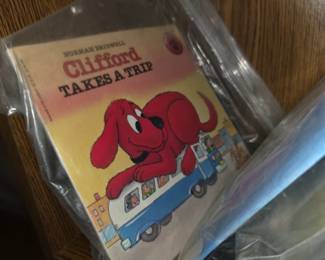 NORMAN BRIDWELL
Clifford
TAKES A TRIP